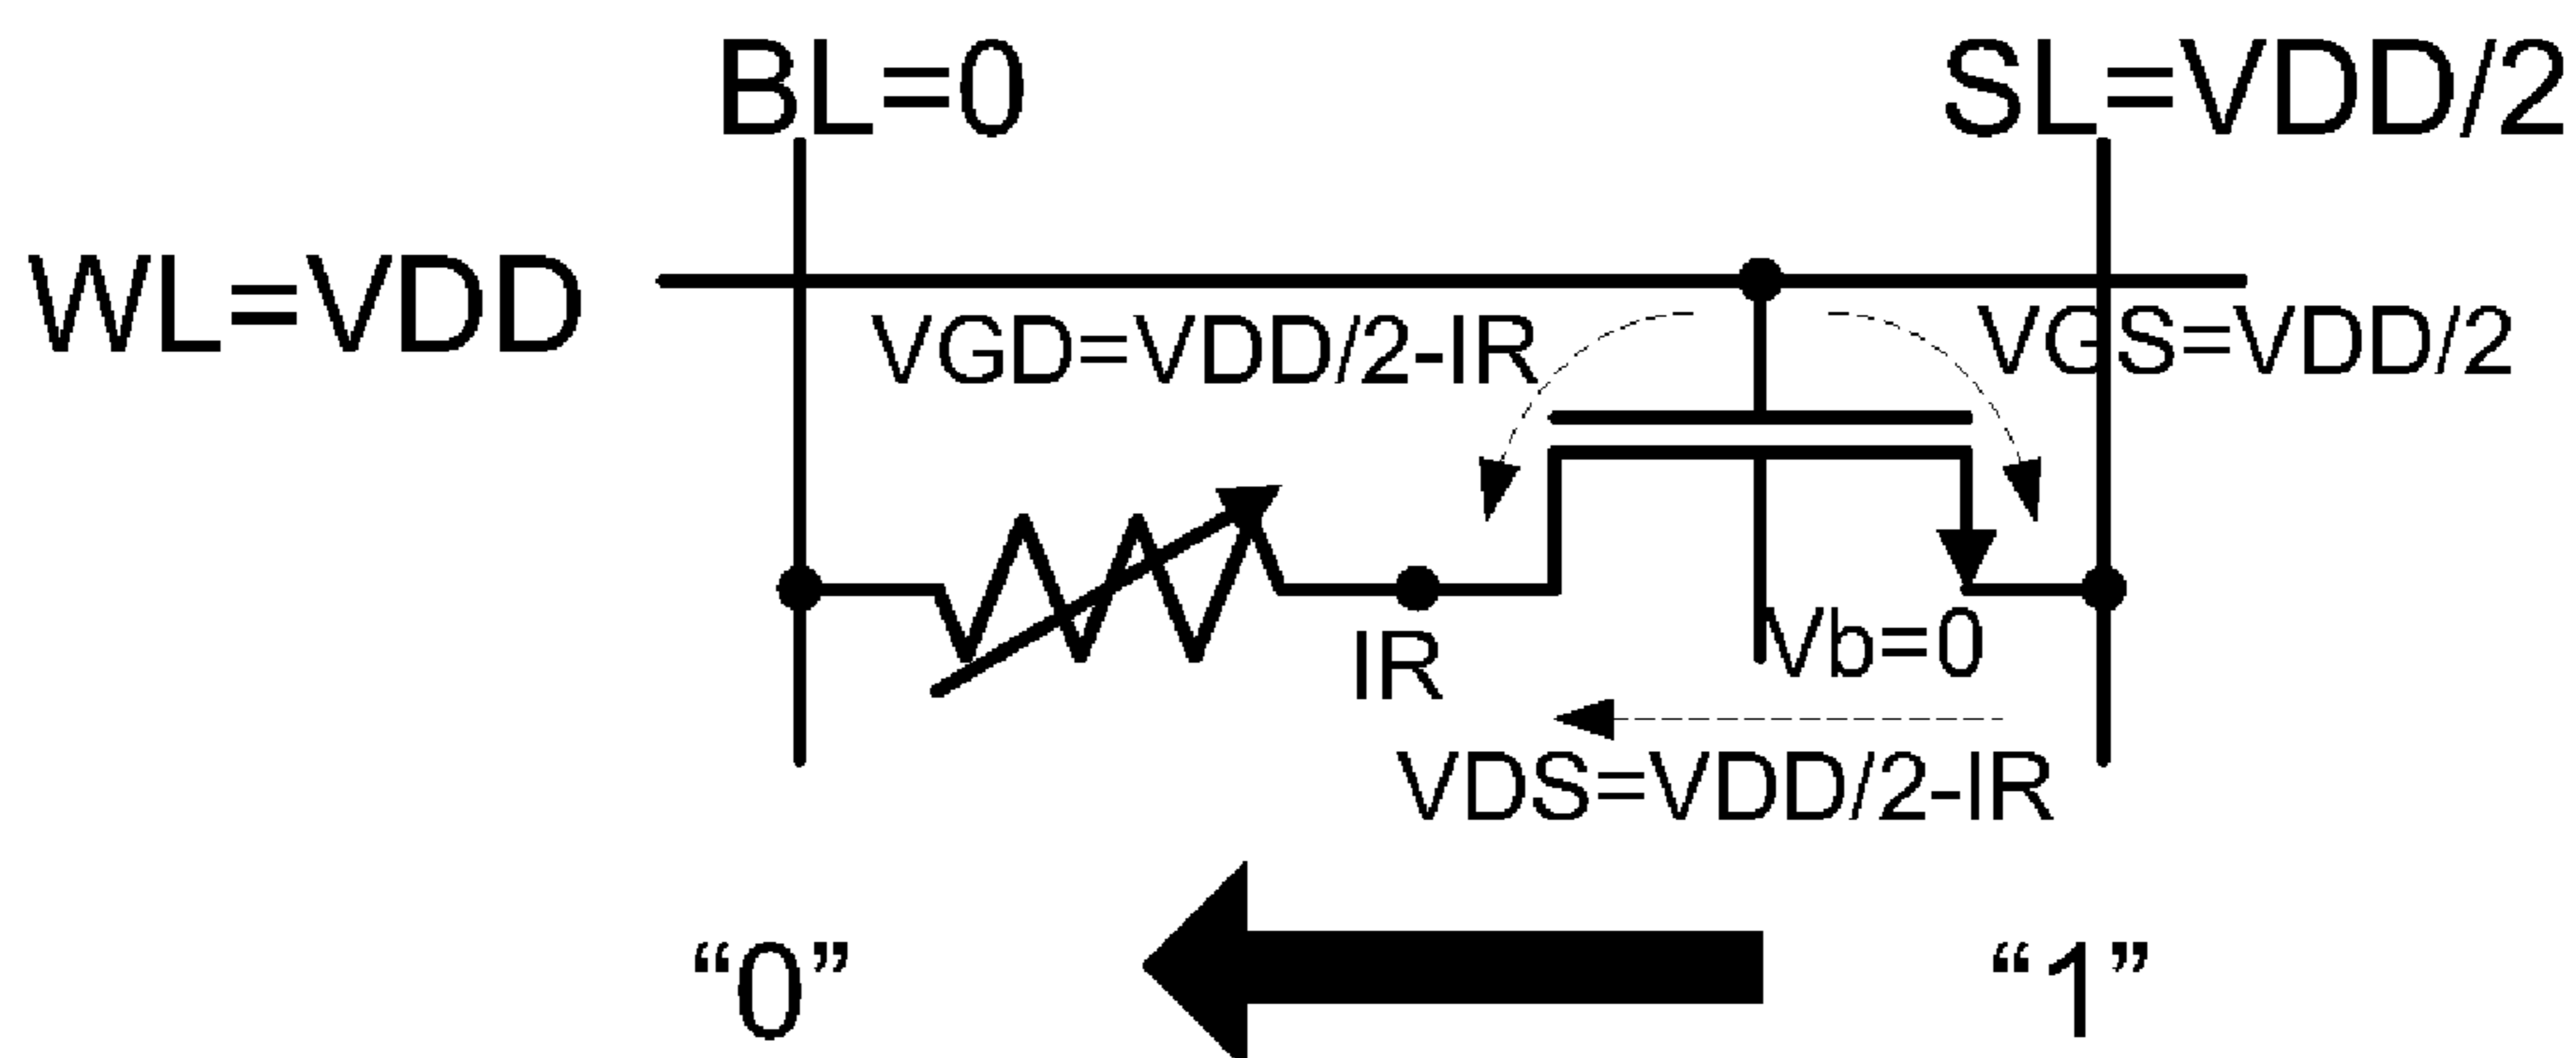 BL=0
SL=VDD/2
WL=VDD
VGD=VDD/2-IR
VGS=VDD/2
IR
Vb=0
VDS=VDD/2-IR
“0”
“1”